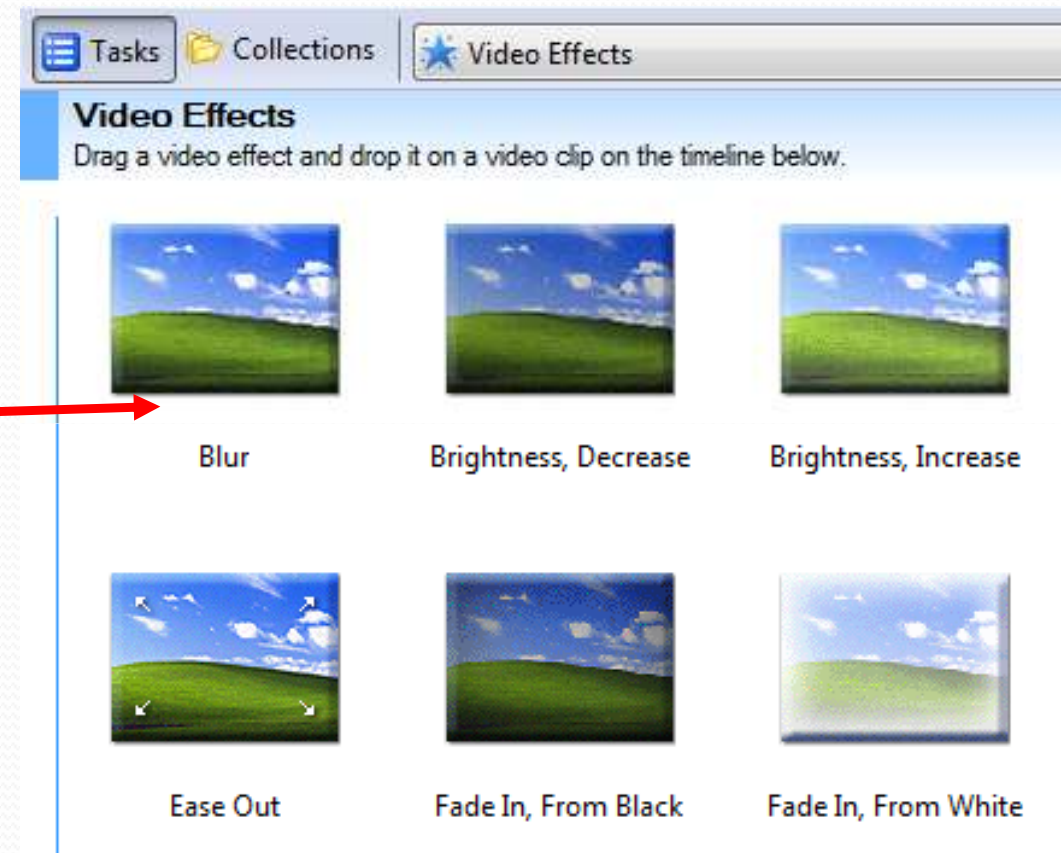 Tasks Collections Video Effects
Video Effects
Drag a video effect and drop it on a video clip on the timeline below.
Blur Brightness, Decrease Brightness, Increase
Ease Out Fade In, From Black Fade In, From White